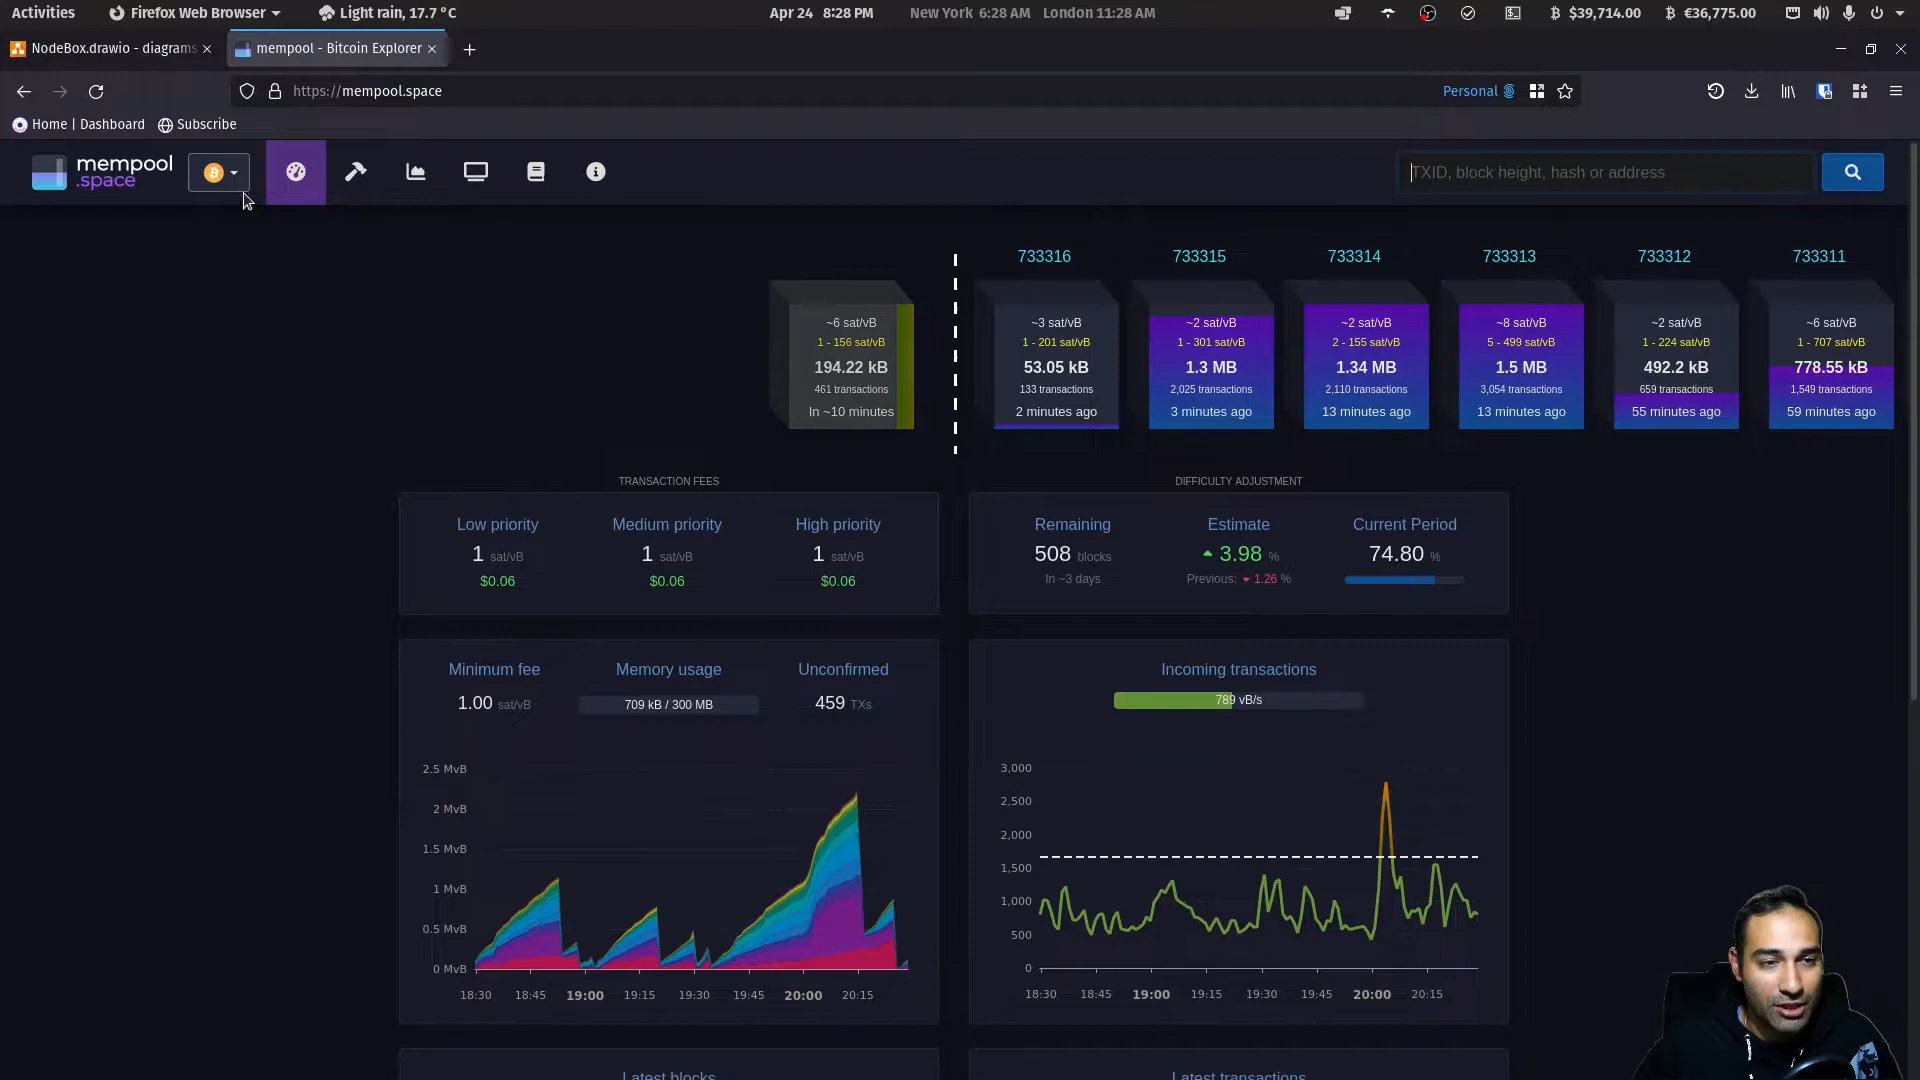 Activities Firefox Web Browser Light rain, 17.7 °C Apr 24 8:28 PM New York 6:28 AM London 11:28 AM ₿ $39,714.00 ₿ €36,775.00
NodeBox.drawio - diagrams mempool - Bitcoin Explorer
https://mempool.space Personal
Home | Dashboard Subscribe
mempool
.space
TXID, block height, hash or address
733316 733315 733314 733313 733312 733311
~6 sat/vB ~3 sat/vB ~2 sat/vB ~2 sat/vB ~8 sat/vB ~2 sat/vB ~6 sat/vB
1 - 156 sat/vB 1 - 201 sat/vB 1 - 301 sat/vB 2 - 155 sat/vB 5 - 499 sat/vB 1 - 224 sat/vB 1 - 707 sat/vB
194.22 kB 53.05 kB 1.3 MB 1.34 MB 1.5 MB 492.2 kB 778.55 kB
461 transactions 133 transactions 2,025 transactions 2,110 transactions 3,054 transactions 659 transactions 1,549 transactions
In ~10 minutes 2 minutes ago 3 minutes ago 13 minutes ago 13 minutes ago 55 minutes ago 59 minutes ago
TRANSACTION FEES
Low priority Medium priority High priority
1 sat/vB 1 sat/vB 1 sat/vB
$0.06 $0.06 $0.06
DIFFICULTY ADJUSTMENT
Remaining Estimate Current Period
508 blocks 3.98 % 74.80 %
In ~3 days Previous: 1.26 %
Minimum fee Memory usage Unconfirmed
1.00 sat/vB 709 kB / 300 MB 459 TXs
2.5 MvB
2 MvB
1.5 MvB
1 MvB
0.5 MvB
0 MvB
18:30 18:45 19:00 19:15 19:30 19:45 20:00 20:15
Incoming transactions
789 vB/s
3,000
2,500
2,000
1,500
1,000
500
0
18:30 18:45 19:00 19:15 19:30 19:45 20:00 20:15
Latest blocks Latest transactions